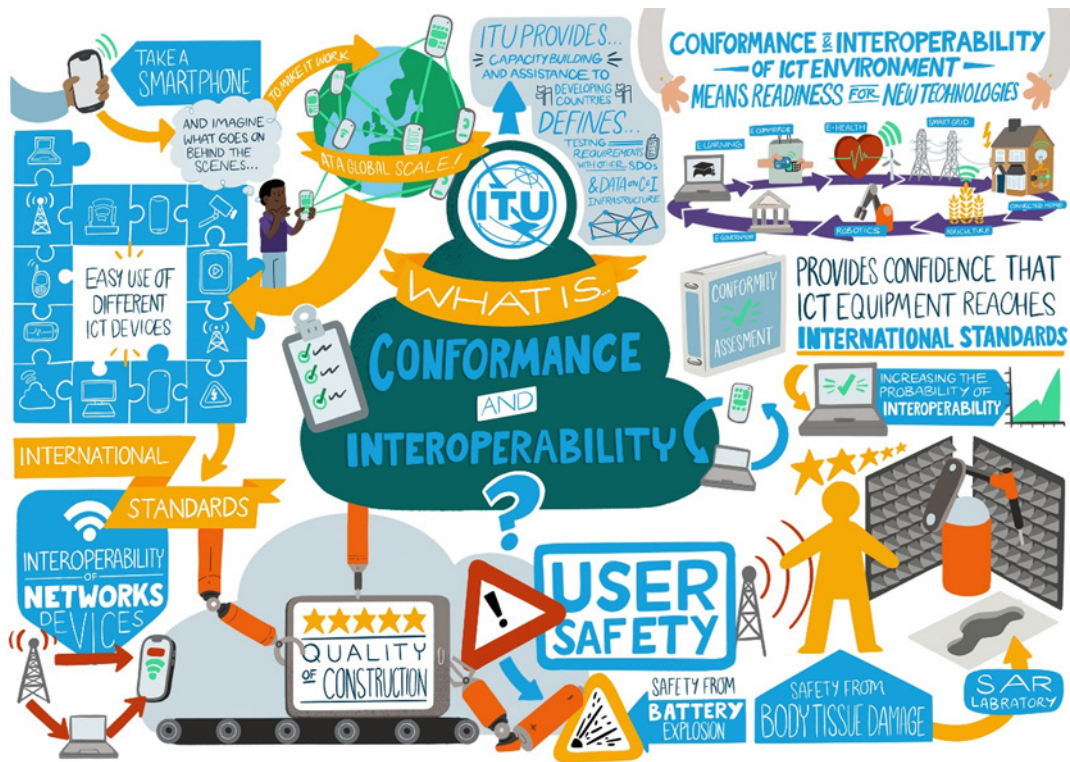 TAKE A
SMARTPHONE
AND IMAGINE
WHAT GOES ON
BEHIND THE
SCENES...
TO MAKE IT WORK
AT A GLOBAL SCALE!
EASY USE OF
DIFFERENT
ICT DEVICES
ITU PROVIDES...
CAPACITY BUILDING
AND ASSISTANCE TO
DEVELOPING
COUNTRIES
DEFINES...
TESTING
REQUIREMENTS
WITH OTHER SDOs
& DATA ON C&I
INFRASTRUCTURE
ITU
WHAT IS...
CONFORMANCE
AND
INTEROPERABILITY
?
CONFORMANCE & INTEROPERABILITY
OF ICT ENVIRONMENT
MEANS READINESS FOR NEW TECHNOLOGIES
E-LEARNING
E-COMMERCE
E-HEALTH
SMART GRID
CONNECTED HOME
AGRICULTURE
ROBOTICS
E-GOVERNMENT
CONFORMITY
ASSESMENT
PROVIDES CONFIDENCE THAT
ICT EQUIPMENT REACHES
INTERNATIONAL STANDARDS
INCREASING THE
PROBABILITY OF
INTEROPERABILITY
INTERNATIONAL
STANDARDS
INTEROPERABILITY
OF
NETWORKS
DEVICES
QUALITY
OF CONSTRUCTION
!
USER
SAFETY
SAFETY FROM
BATTERY
EXPLOSION
SAFETY FROM
BODY TISSUE DAMAGE
SAR
LABRATORY